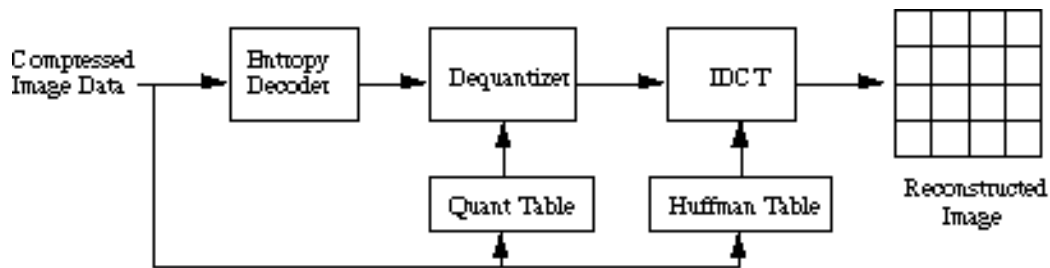 Compressed
Image Data
Entropy
Decoder
Dequantizer
IDCT
Quant Table
Huffman Table
Reconstructed
Image